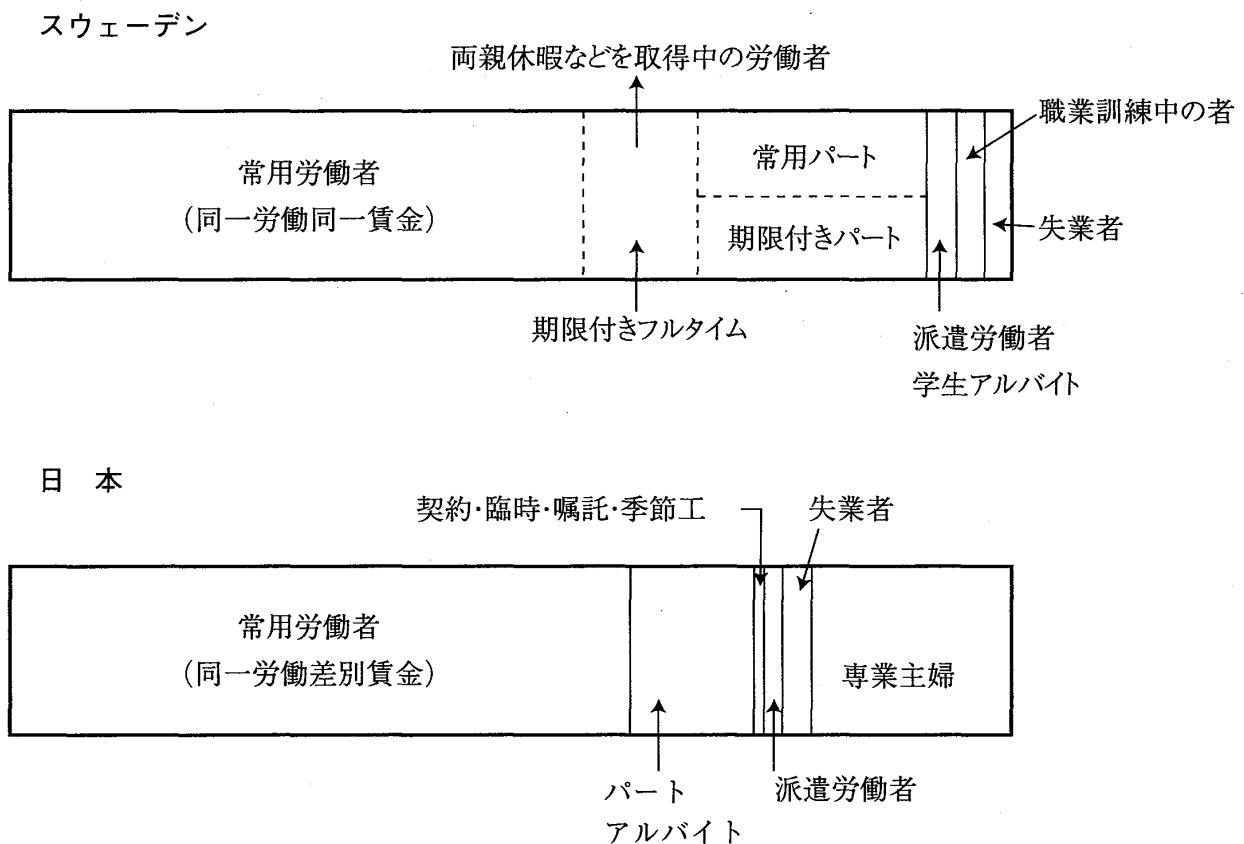 スウェーデン
両親休暇などを取得中の労働者
職業訓練中の者
常用労働者
(同一労働同一賃金)
常用パート
期限付きパート
失業者
期限付きフルタイム
派遣労働者
学生アルバイト
日 本
契約・臨時・嘱託・季節工
失業者
常用労働者
(同一労働差別賃金)
専業主婦
パート
アルバイト
派遣労働者